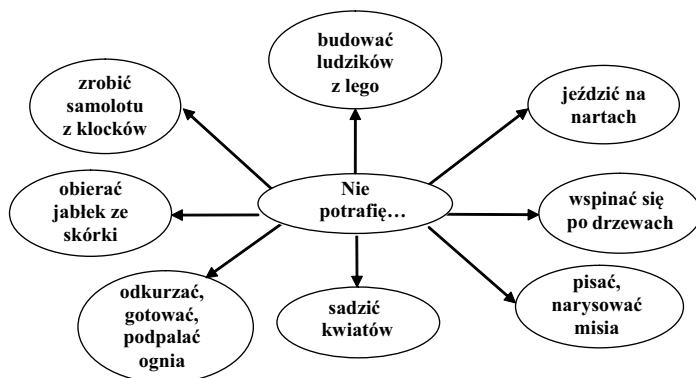 budować
ludzików
z lego
zrobić
samolotu
z klocków
jeździć na
nartach
Nie
potrafię…
obierać
jabłek ze
skórki
wspinać się
po drzewach
odkurzać,
gotować,
podpalać
ognia
sadzić
kwiatów
pisać,
narysować
misia